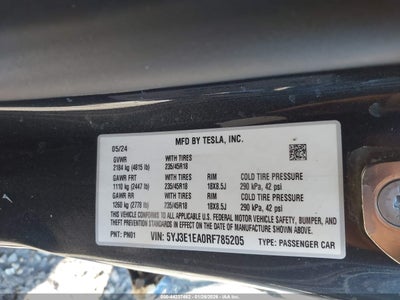 MFD BY TESLA, INC.
05/24
GVWR WITH TIRES
2184 kg (4815 lb) 235/45R18
GAWR FRT WITH TIRES RIM COLD TIRE PRESSURE
1110 kg (2447 lb) 235/45R18 18X8.5J 290 kPa, 42 psi
GAWR RR WITH TIRES RIM COLD TIRE PRESSURE
1260 kg (2778 lb) 235/45R18 18X8.5J 290 kPa, 42 psi
THIS VEHICLE CONFORMS TO ALL APPLICABLE U.S. FEDERAL MOTOR VEHICLE SAFETY, BUMPER, AND
THEFT PREVENTION STANDARDS IN EFFECT ON THE DATE OF MANUFACTURE SHOWN ABOVE.
PNT: PN01 VIN: 5YJ3E1EA0RF785205 TYPE: PASSENGER CAR